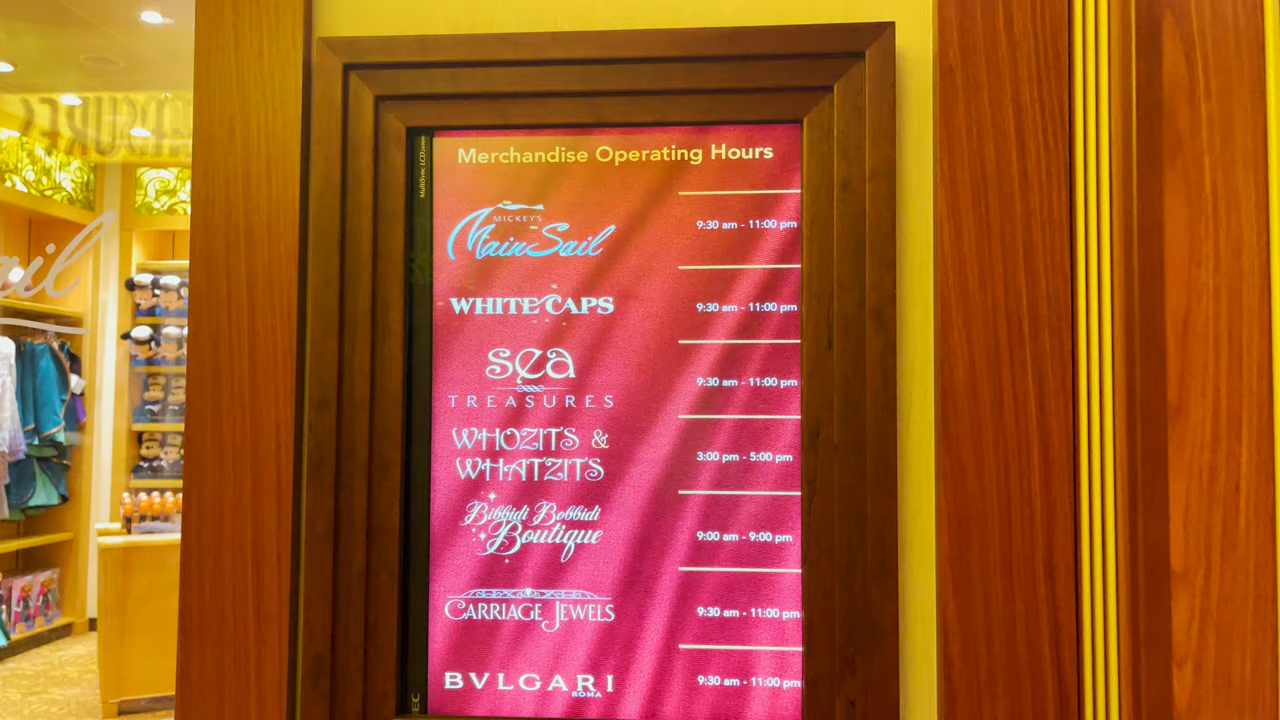 Merchandise Operating Hours
MICKEY'S
MainSail
9:30 am - 11:00 pm
WHITE CAPS
9:30 am - 11:00 pm
sea
TREASURES
9:30 am - 11:00 pm
WHOZITS &
WHATZITS
3:00 pm - 5:00 pm
Bibbidi Bobbidi
Boutique
9:00 am - 9:00 pm
CARRIAGE JEWELS
9:30 am - 11:00 pm
BVLGARI
ROMA
9:30 am - 11:00 pm
ail